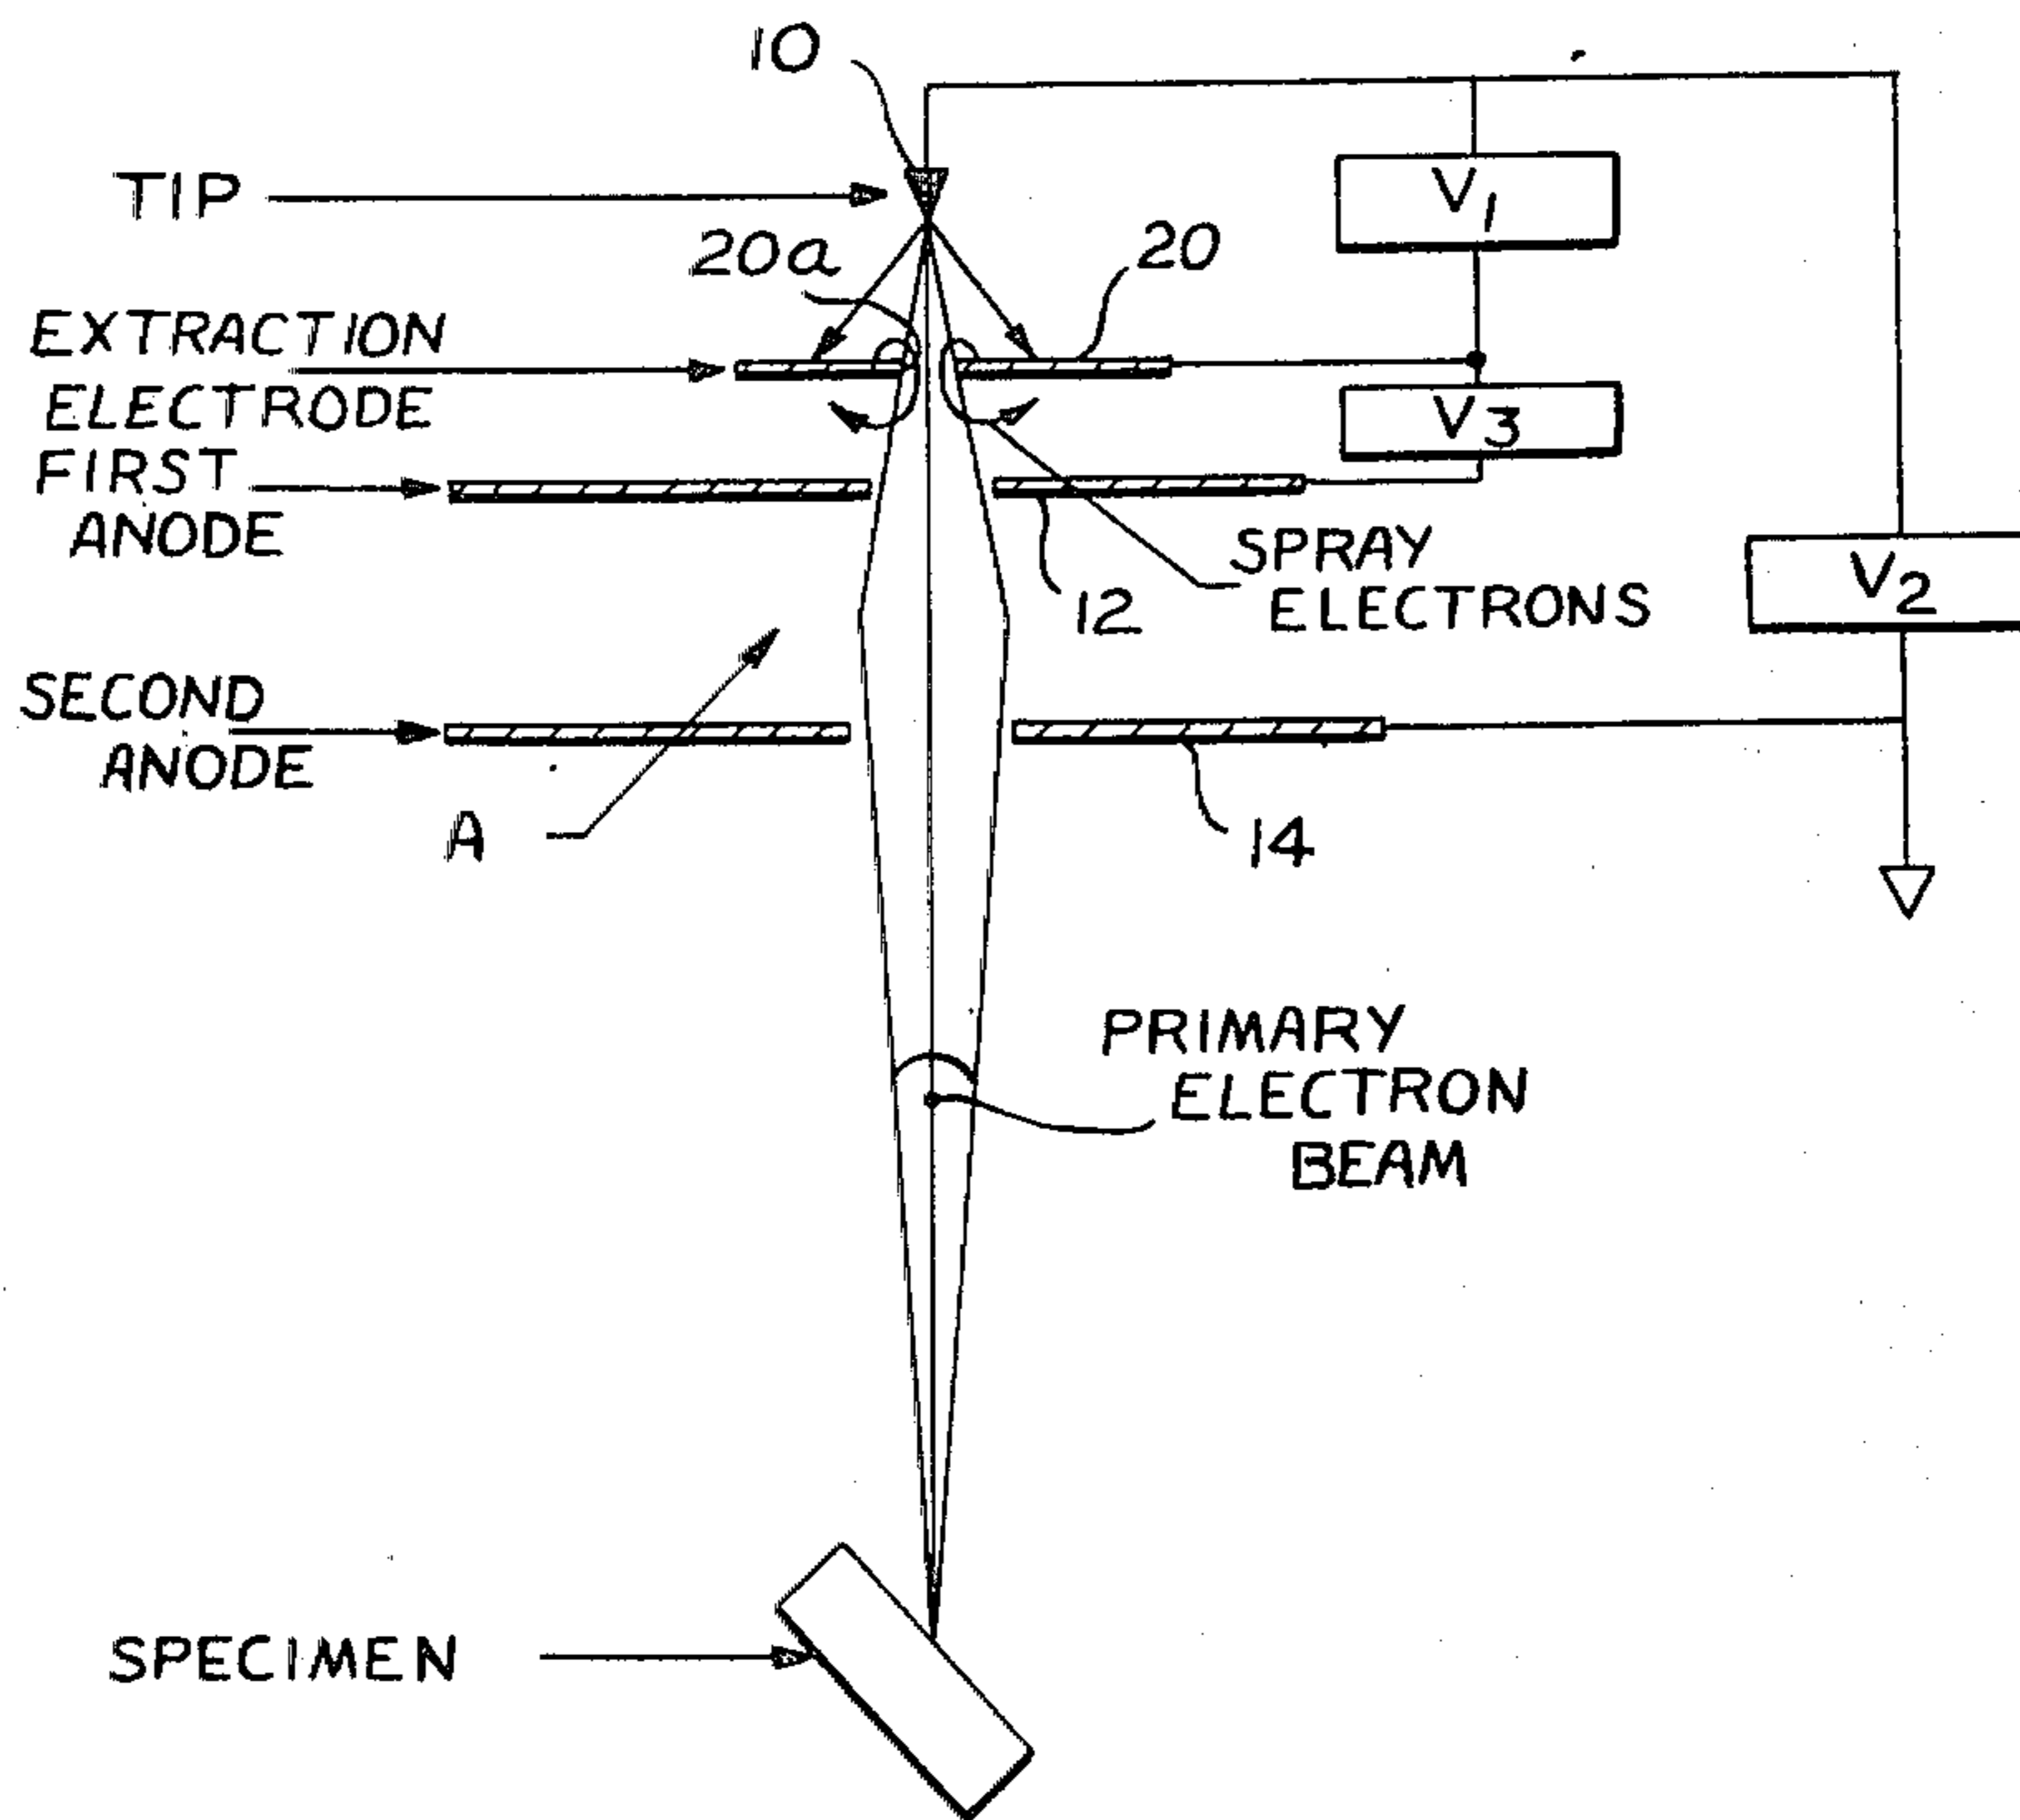 10
TIP
V1
20a
20
EXTRACTION
ELECTRODE
V3
FIRST
ANODE
SPRAY
ELECTRONS
12
V2
SECOND
ANODE
A
14
PRIMARY
ELECTRON
BEAM
SPECIMEN